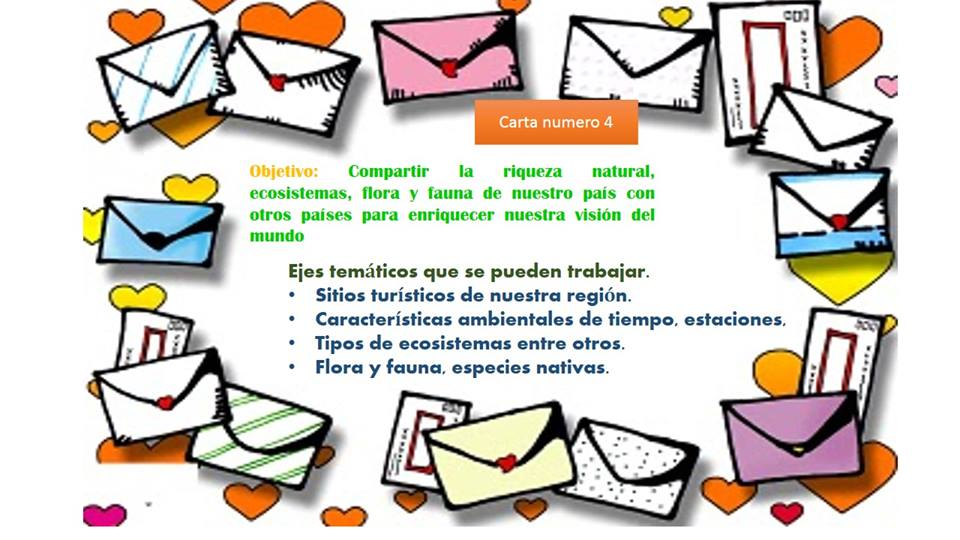 Carta numero 4
Objetivo: Compartir la riqueza natural,
ecosistemas, flora y fauna de nuestro país con
otros países para enriquecer nuestra visión del
mundo
Ejes temáticos que se pueden trabajar.
• Sitios turísticos de nuestra región.
• Características ambientales de tiempo, estaciones,
• Tipos de ecosistemas entre otros.
• Flora y fauna, especies nativas.